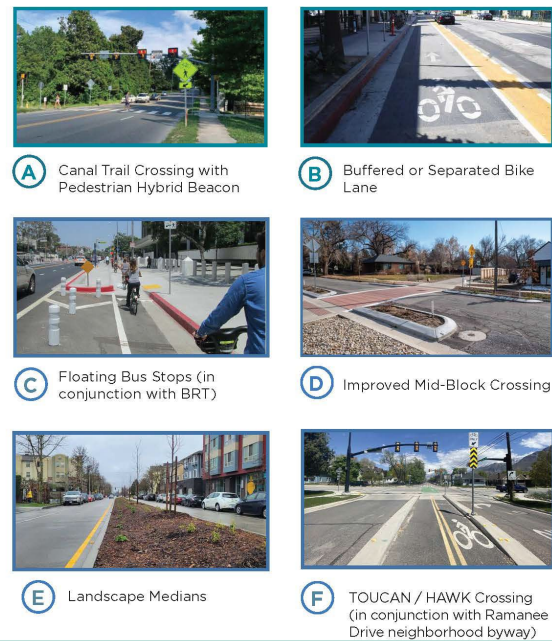 A
Canal Trail Crossing with
Pedestrian Hybrid Beacon
B
Buffered or Separated Bike
Lane
C
Floating Bus Stops (in
conjunction with BRT)
D
Improved Mid-Block Crossing
E
Landscape Medians
F
TOUCAN / HAWK Crossing
(in conjunction with Ramanee
Drive neighborhood byway)